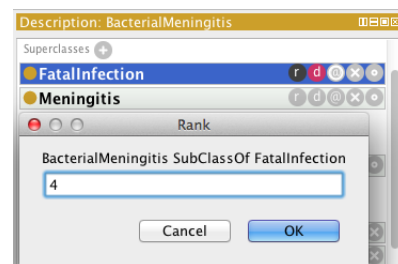 Description: BacterialMeningitis
Superclasses
FatalInfection r d @ x o
Meningitis r d @ x o
Rank
BacterialMeningitis SubClassOf FatalInfection
4
Cancel OK